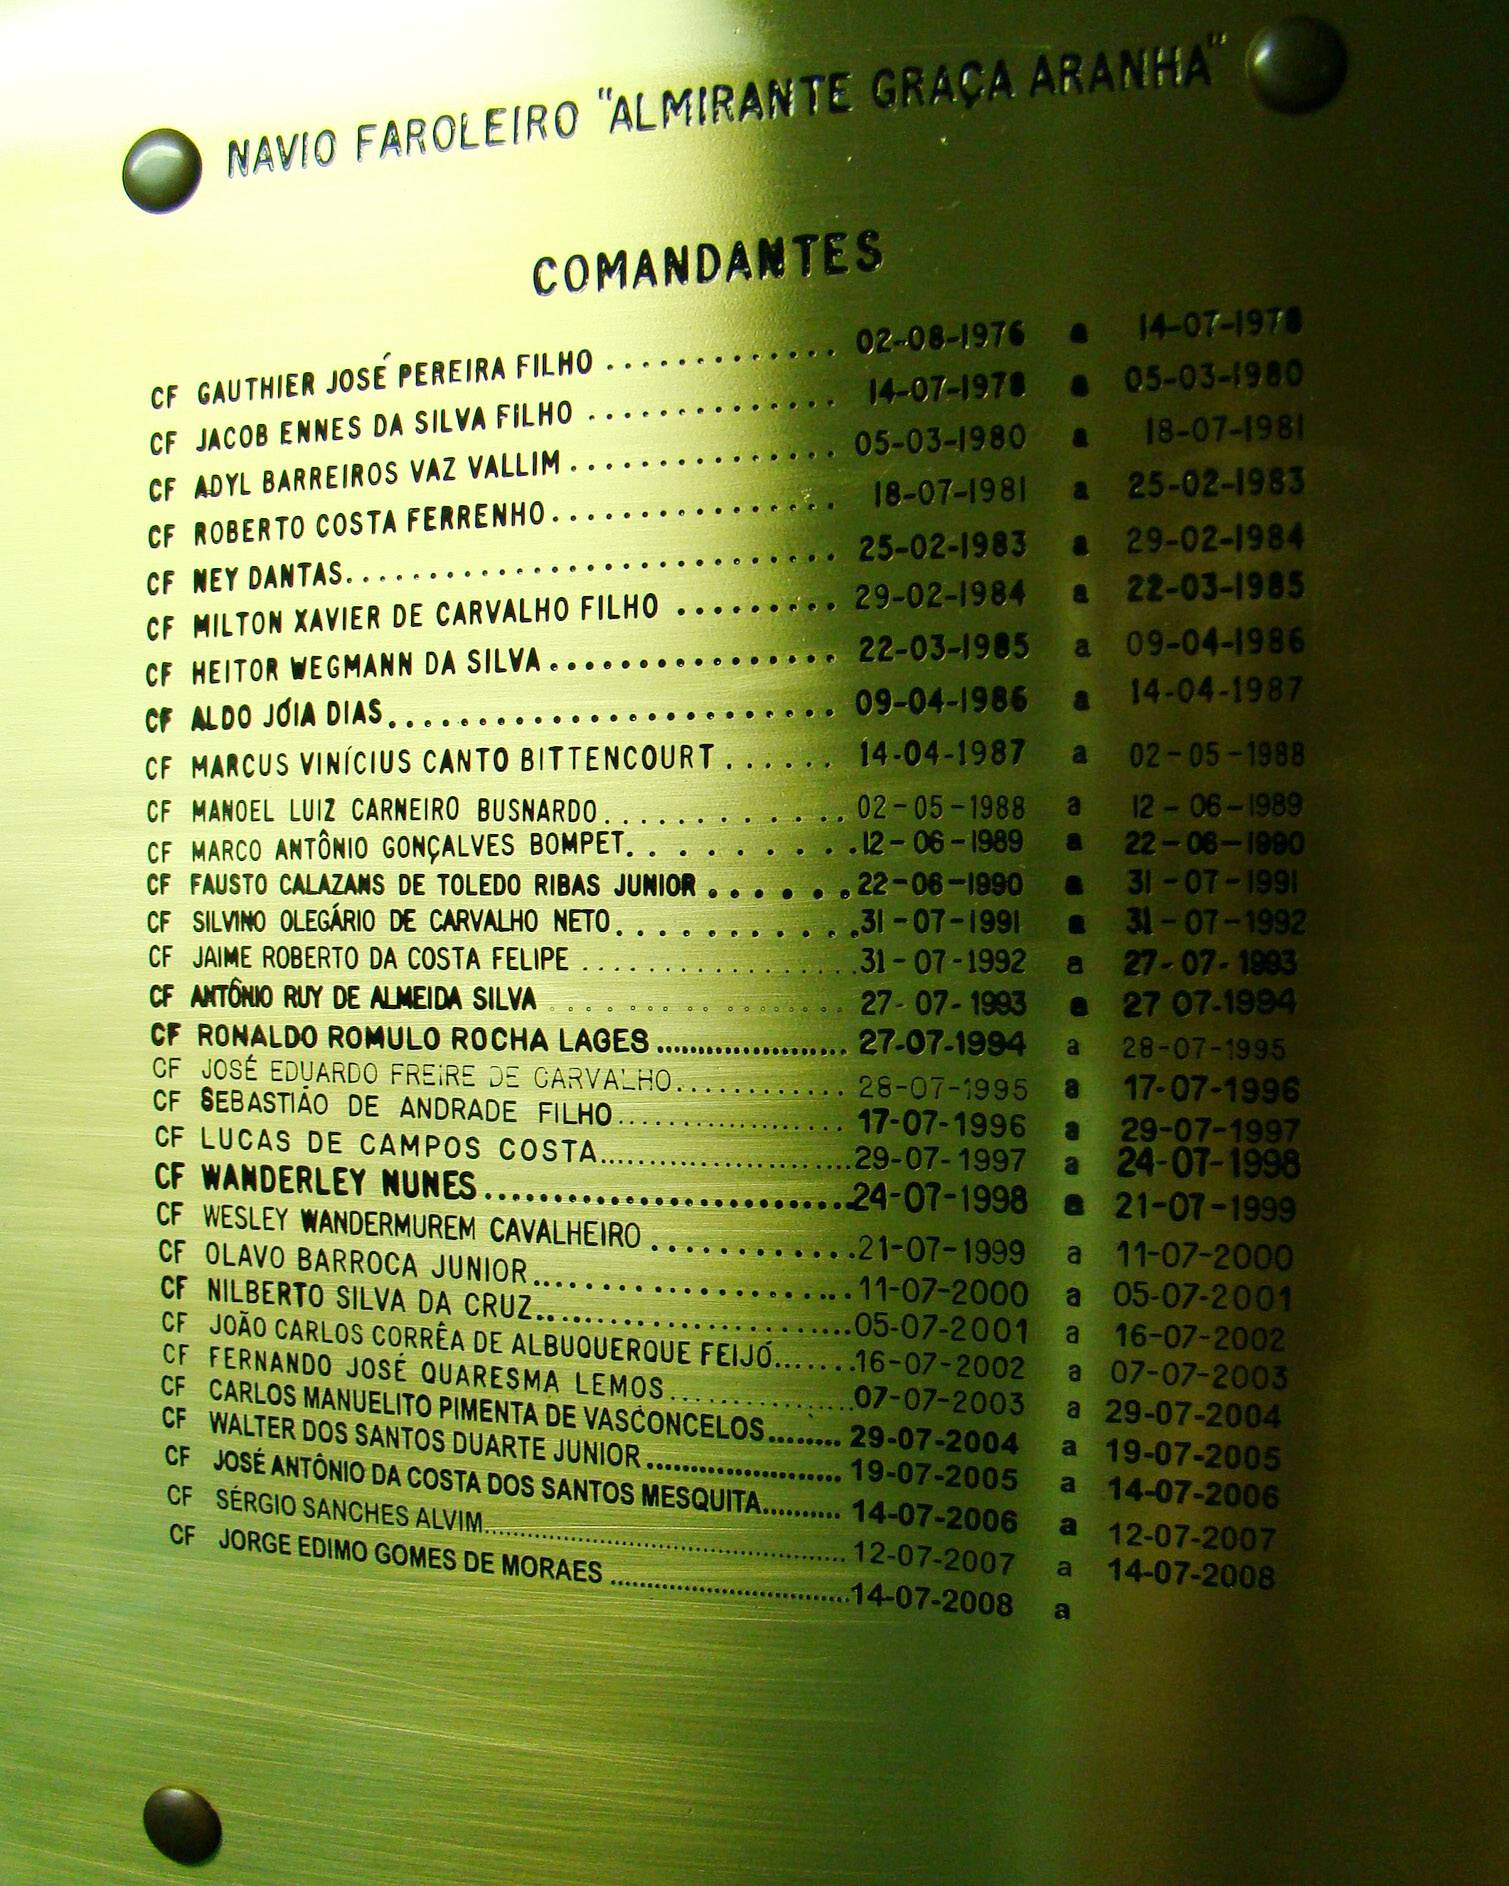 NAVIO FAROLEIRO "ALMIRANTE GRAÇA ARANHA"
COMANDANTES
CF GAUTHIER JOSÉ PEREIRA FILHO ............. 02-08-1976 a 14-07-1978
CF JACOB ENNES DA SILVA FILHO .............. 14-07-1978 a 05-03-1980
CF ADYL BARREIROS VAZ VALLIM ............... 05-03-1980 a 18-07-1981
CF ROBERTO COSTA FERRENHO ................ 18-07-1981 a 25-02-1983
CF NEY DANTAS ............................ 25-02-1983 a 29-02-1984
CF MILTON XAVIER DE CARVALHO FILHO ......... 29-02-1984 a 22-03-1985
CF HEITOR WEGMANN DA SILVA ................ 22-03-1985 a 09-04-1986
CF ALDO JÓIA DIAS ......................... 09-04-1986 a 14-04-1987
CF MARCUS VINÍCIUS CANTO BITTENCOURT ...... 14-04-1987 a 02-05-1988
CF MANOEL LUIZ CARNEIRO BUSNARDO ........... 02-05-1988 a 12-06-1989
CF MARCO ANTÔNIO GONÇALVES BOMPET .......... 12-06-1989 a 22-06-1990
CF FAUSTO CALAZANS DE TOLEDO RIBAS JUNIOR ...... 22-06-1990 a 31-07-1991
CF SILVINO OLEGÁRIO DE CARVALHO NETO ........... 31-07-1991 a 31-07-1992
CF JAIME ROBERTO DA COSTA FELIPE ................. 31-07-1992 a 27-07-1993
CF ANTÔNIO RUY DE ALMEIDA SILVA ................. 27-07-1993 a 27 07-1994
CF RONALDO ROMULO ROCHA LAGES ..................... 27-07-1994 a 28-07-1995
CF JOSÉ EDUARDO FREIRE DE CARVALHO ............. 28-07-1995 a 17-07-1996
CF SEBASTIÃO DE ANDRADE FILHO .................... 17-07-1996 a 29-07-1997
CF LUCAS DE CAMPOS COSTA ......................... 29-07-1997 a 24-07-1998
CF WANDERLEY NUNES ............................ 24-07-1998 a 21-07-1999
CF WESLEY WANDERMUREM CAVALHEIRO ............ 21-07-1999 a 11-07-2000
CF OLAVO BARROCA JUNIOR ...................... 11-07-2000 a 05-07-2001
CF NILBERTO SILVA DA CRUZ ........................ 05-07-2001 a 16-07-2002
CF JOÃO CARLOS CORRÊA DE ALBUQUERQUE FEIJÓ ....... 16-07-2002 a 07-07-2003
CF FERNANDO JOSÉ QUARESMA LEMOS .................. 07-07-2003 a 29-07-2004
CF CARLOS MANUELITO PIMENTA DE VASCONCELOS ........ 29-07-2004 a 19-07-2005
CF WALTER DOS SANTOS DUARTE JUNIOR ....................... 19-07-2005 a 14-07-2006
CF JOSÉ ANTÔNIO DA COSTA DOS SANTOS MESQUITA .......... 14-07-2006 a 12-07-2007
CF SÉRGIO SANCHES ALVIM .................................... 12-07-2007 a 14-07-2008
CF JORGE EDIMO GOMES DE MORAES ............................. 14-07-2008 a